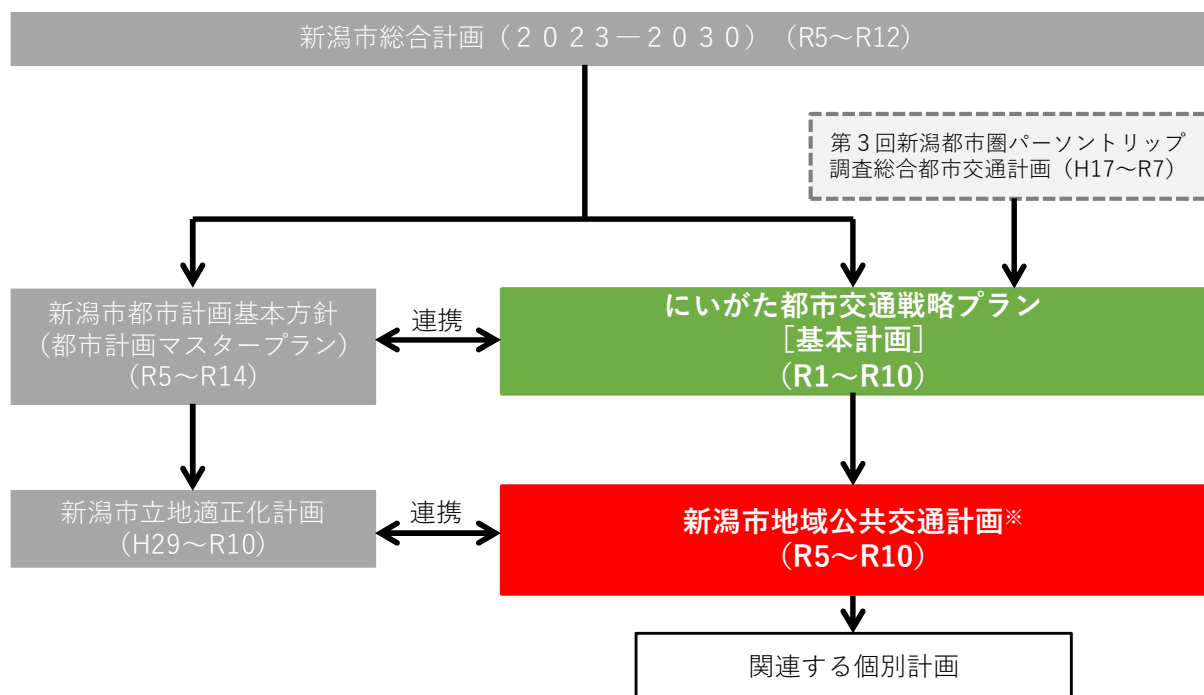 新潟市総合計画（２０２３－２０３０）（R5～R12）
第３回新潟都市圏パーソントリップ
調査総合都市交通計画（H17～R7）
新潟市都市計画基本方針
（都市計画マスタープラン）
（R5～R14）
連携
にいがた都市交通戦略プラン
［基本計画］
（R1～R10）
新潟市立地適正化計画
（H29～R10）
連携
新潟市地域公共交通計画※
（R5～R10）
関連する個別計画